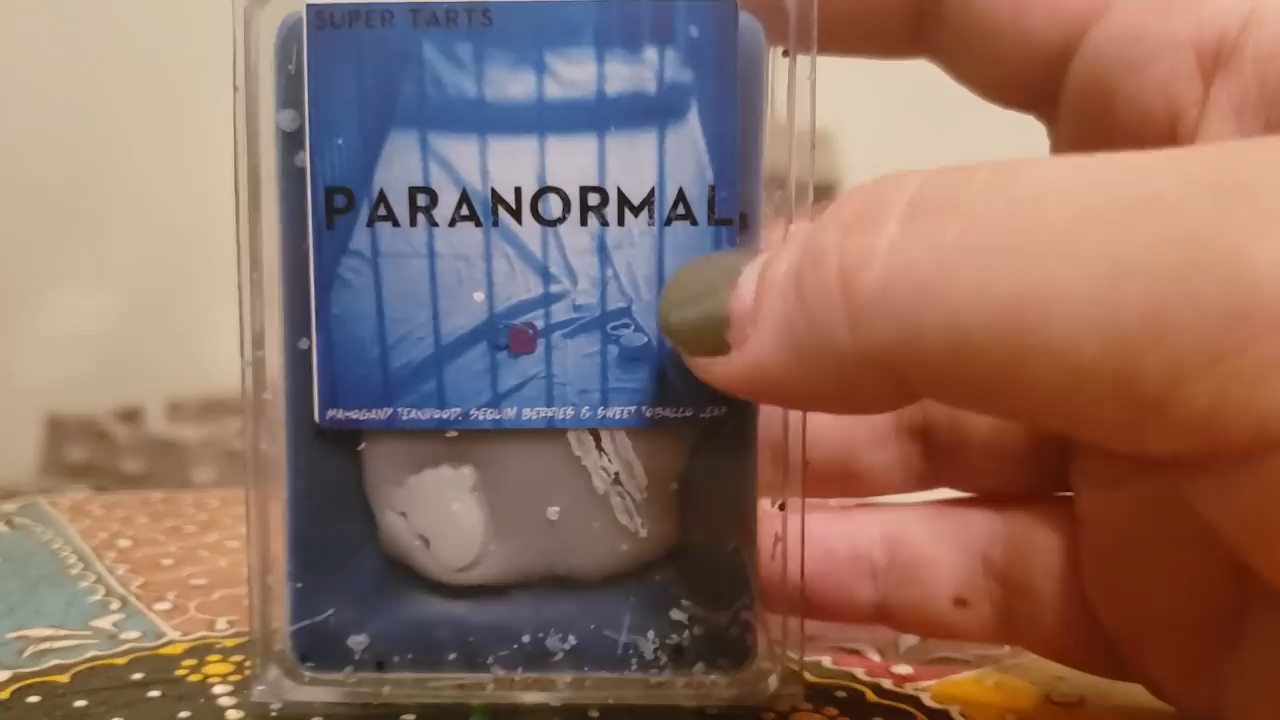 SUPER TARTS
PARANORMAL.
MAHOGANY TEAKWOOD, SEQUIN BERRIES & SWEET TOBACCO LEAF